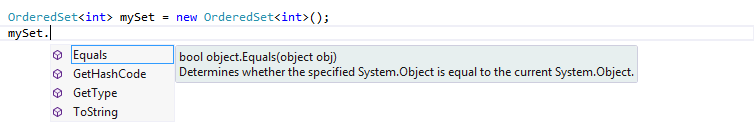 OrderedSet<int> mySet = new OrderedSet<int>();
mySet.
Equals
GetHashCode
GetType
ToString
bool object.Equals(object obj)
Determines whether the specified System.Object is equal to the current System.Object.